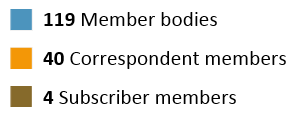 119 Member bodies
40 Correspondent members
4 Subscriber members